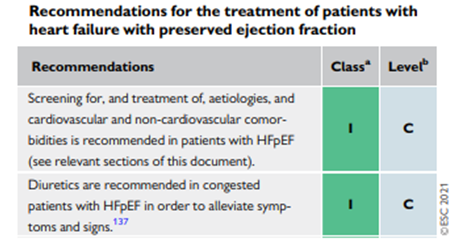 Recommendations for the treatment of patients with
heart failure with preserved ejection fraction
Recommendations Classᵃ Levelᵇ
Screening for, and treatment of, aetiologies, and
cardiovascular and non-cardiovascular comor-
bidities is recommended in patients with HFpEF
(see relevant sections of this document).
I C
Diuretics are recommended in congested
patients with HFpEF in order to alleviate symp-
toms and signs.¹³⁷
I C
©ESC 2021